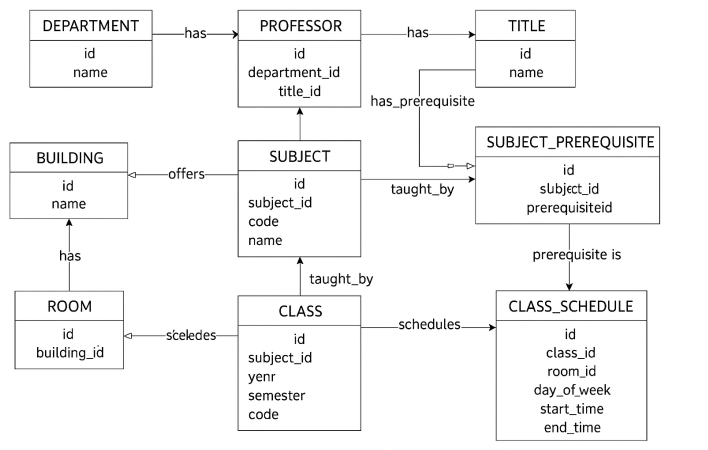 DEPARTMENT
id
name
has
PROFESSOR
id
department_id
title_id
has
TITLE
id
name
has_prerequisite
BUILDING
id
name
offers
SUBJECT
id
subject_id
code
name
taught_by
SUBJECT_PREREQUISITE
id
subject_id
prerequisiteid
has
taught_by
prerequisite is
ROOM
id
building_id
sceledes
CLASS
id
subject_id
yenr
semester
code
schedules
CLASS_SCHEDULE
id
class_id
room_id
day_of_week
start_time
end_time